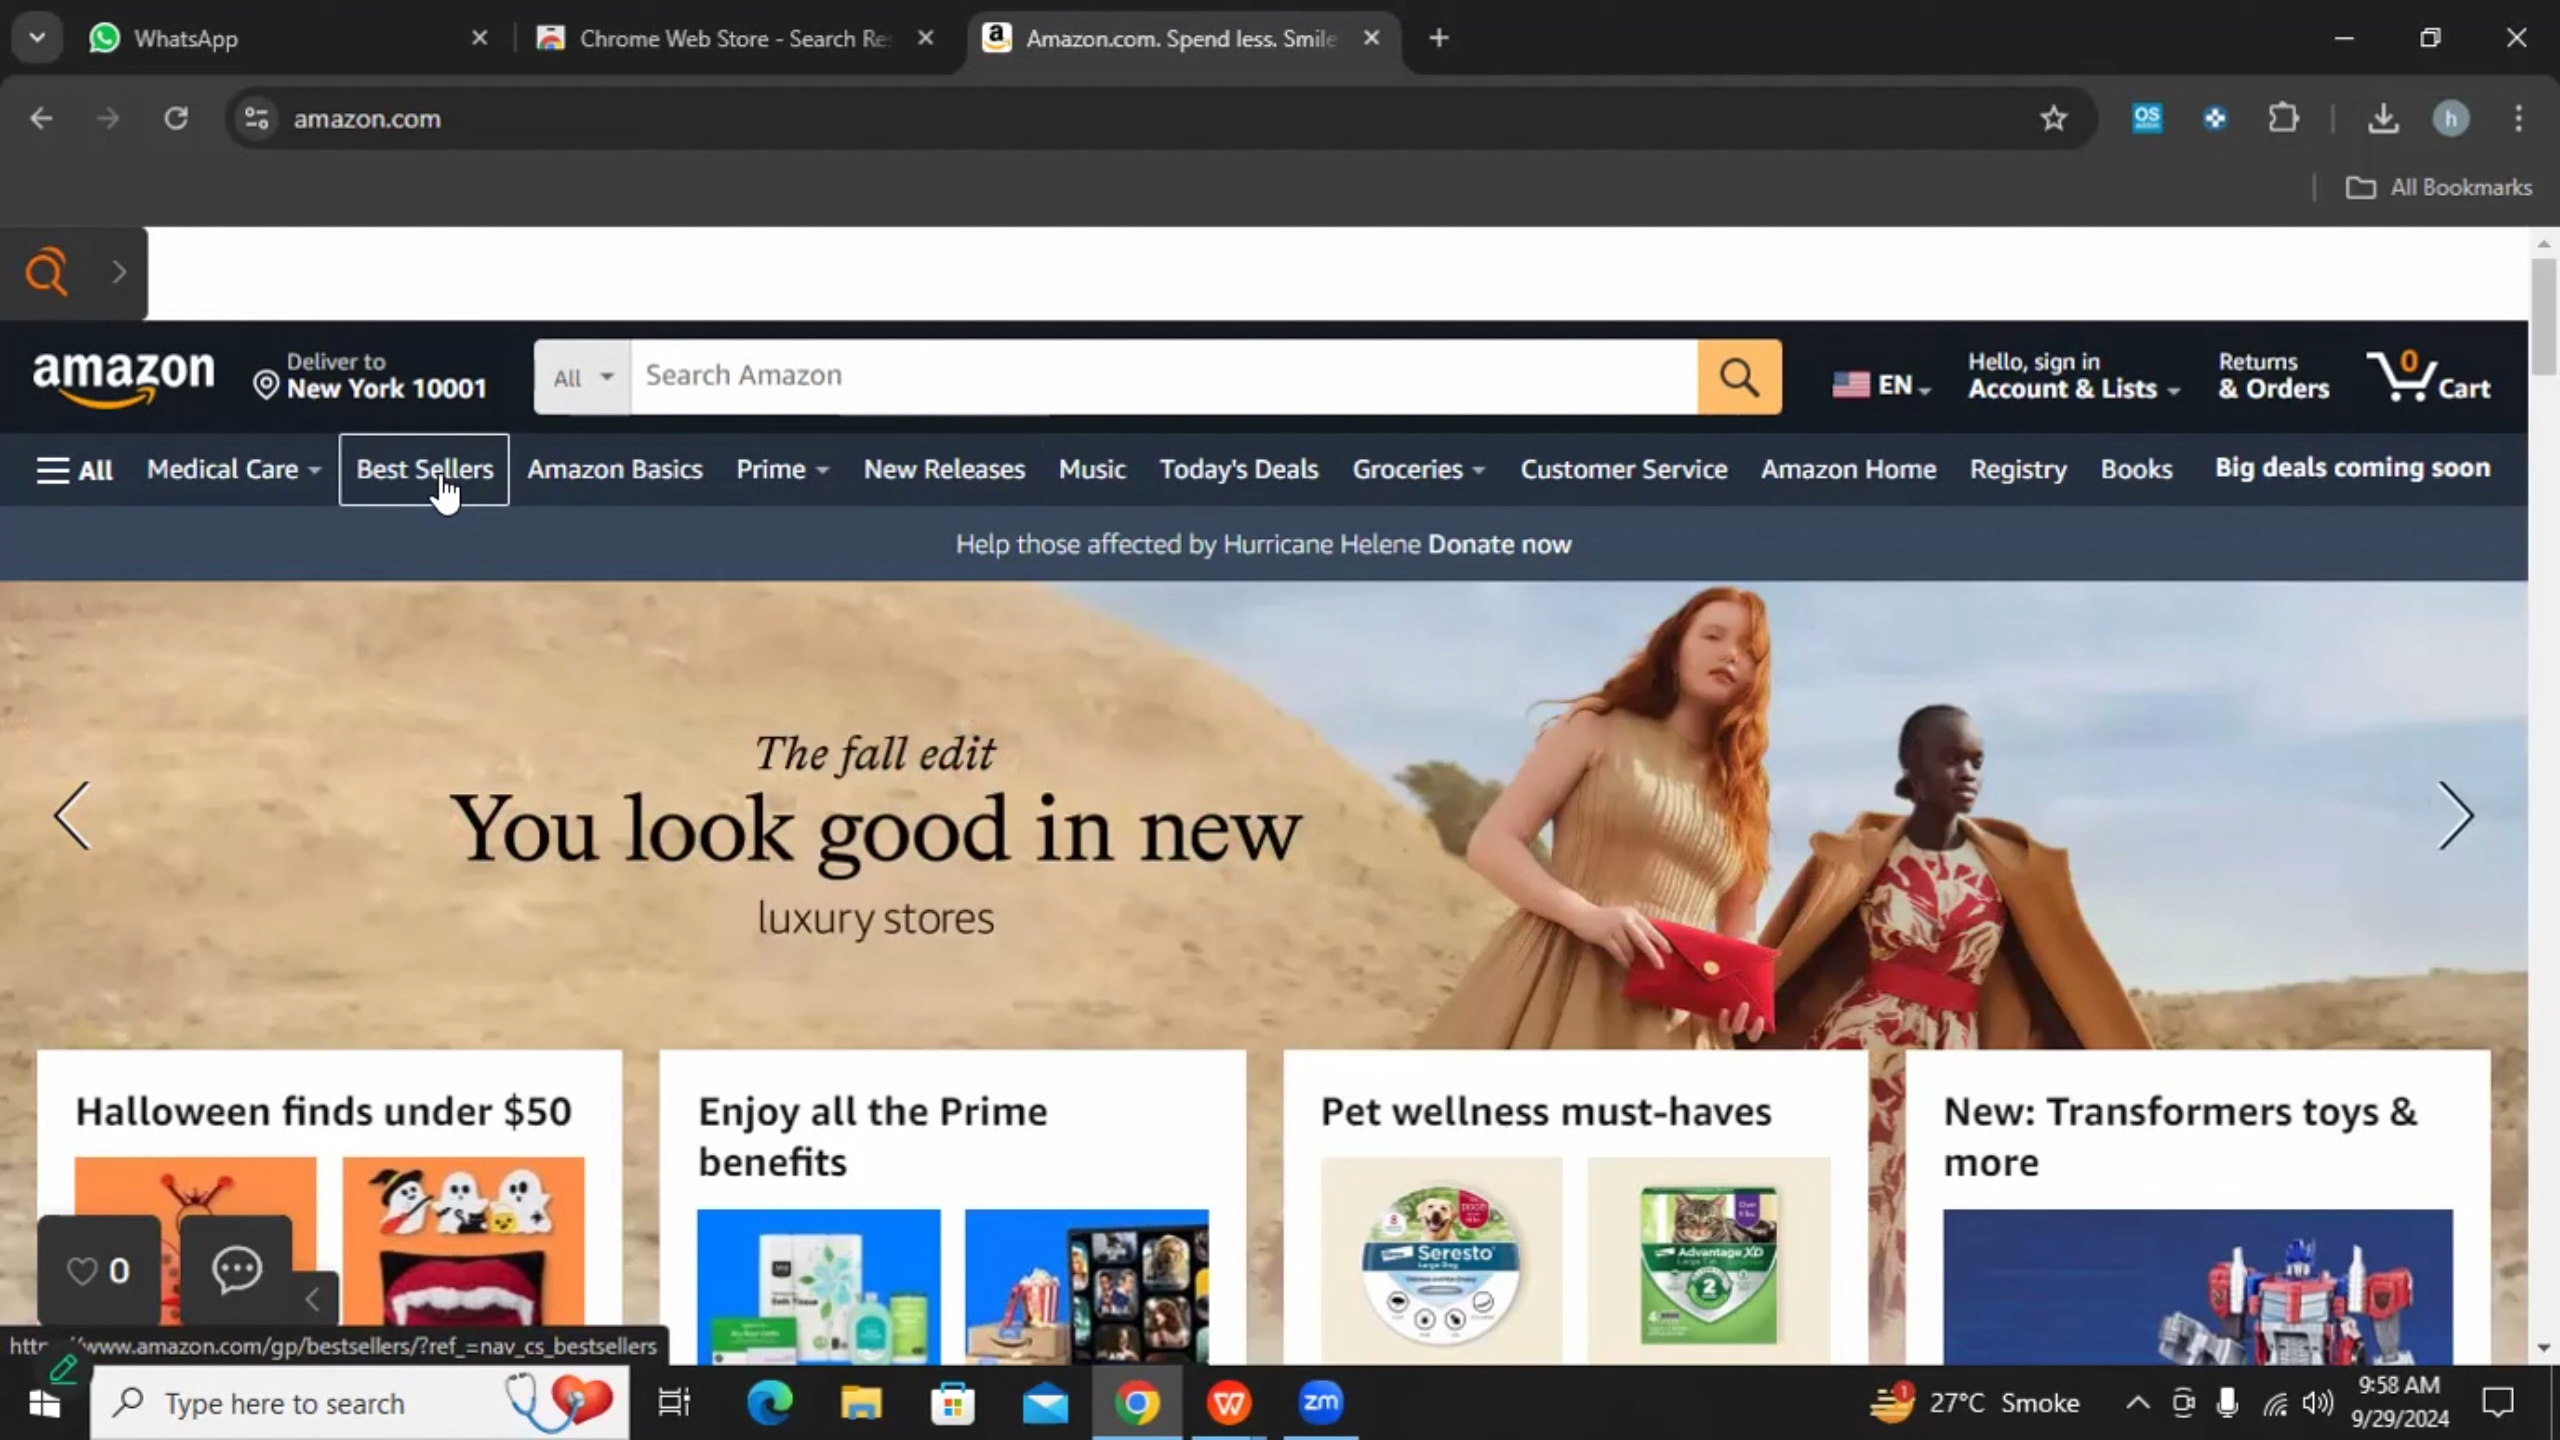 WhatsApp
Chrome Web Store - Search Re
Amazon.com. Spend less. Smile
amazon.com
OS
h
All Bookmarks
amazon
Deliver to
New York 10001
All
Search Amazon
EN
Hello, sign in
Account & Lists
Returns
& Orders
0
Cart
All
Medical Care
Best Sellers
Amazon Basics
Prime
New Releases
Music
Today's Deals
Groceries
Customer Service
Amazon Home
Registry
Books
Big deals coming soon
Help those affected by Hurricane Helene Donate now
The fall edit
You look good in new
luxury stores
Halloween finds under $50
Enjoy all the Prime
benefits
Pet wellness must-haves
New: Transformers toys &
more
Seresto
Advantage XD
2
0
www.amazon.com/gp/bestsellers/?ref_=nav_cs_bestsellers
Type here to search
zm
1
27°C Smoke
9:58 AM
9/29/2024